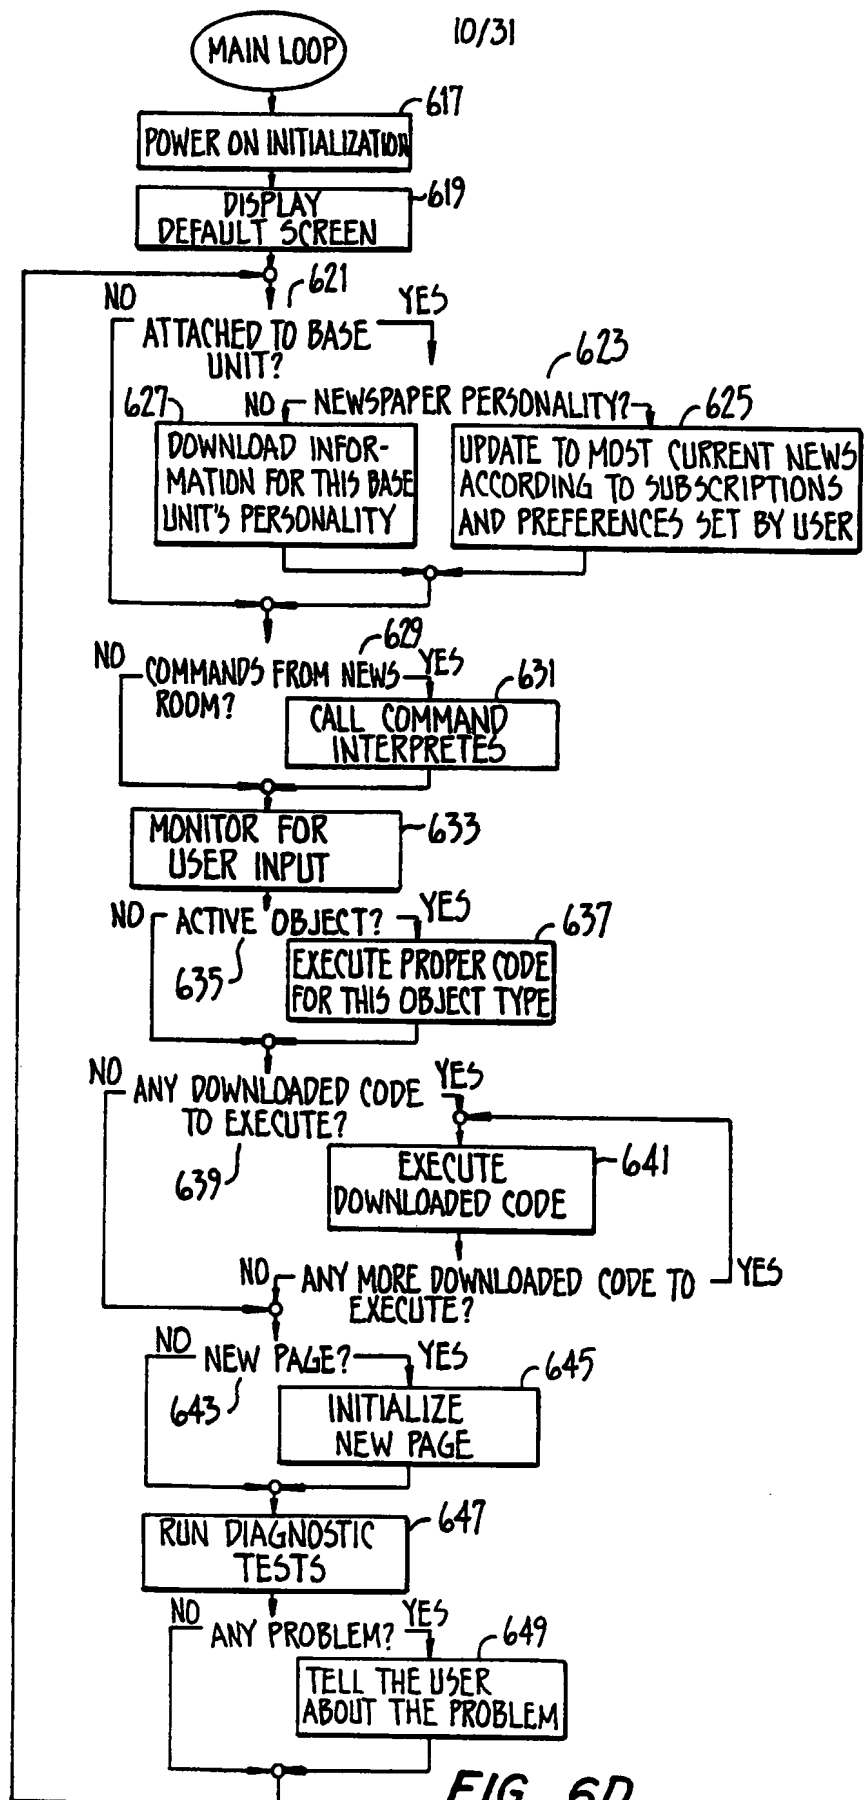 10/31
MAIN LOOP
617
POWER ON INITIALIZATION
619
DISPLAY
DEFAULT SCREEN
621
NO
YES
ATTACHED TO BASE
UNIT?
623
627
NO
NEWSPAPER PERSONALITY?
625
DOWNLOAD INFOR-
MATION FOR THIS BASE
UNIT'S PERSONALITY
UPDATE TO MOST CURRENT NEWS
ACCORDING TO SUBSCRIPTIONS
AND PREFERENCES SET BY USER
629
NO
COMMANDS FROM NEWS
ROOM?
YES
631
CALL COMMAND
INTERPRETES
MONITOR FOR
USER INPUT
633
NO
ACTIVE OBJECT?
YES
635
637
EXECUTE PROPER CODE
FOR THIS OBJECT TYPE
NO
ANY DOWNLOADED CODE
TO EXECUTE?
YES
639
641
EXECUTE
DOWNLOADED CODE
NO
ANY MORE DOWNLOADED CODE TO
EXECUTE?
YES
NO
NEW PAGE?
YES
643
645
INITIALIZE
NEW PAGE
647
RUN DIAGNOSTIC
TESTS
NO
ANY PROBLEM?
YES
649
TELL THE USER
ABOUT THE PROBLEM
FIG. 6D